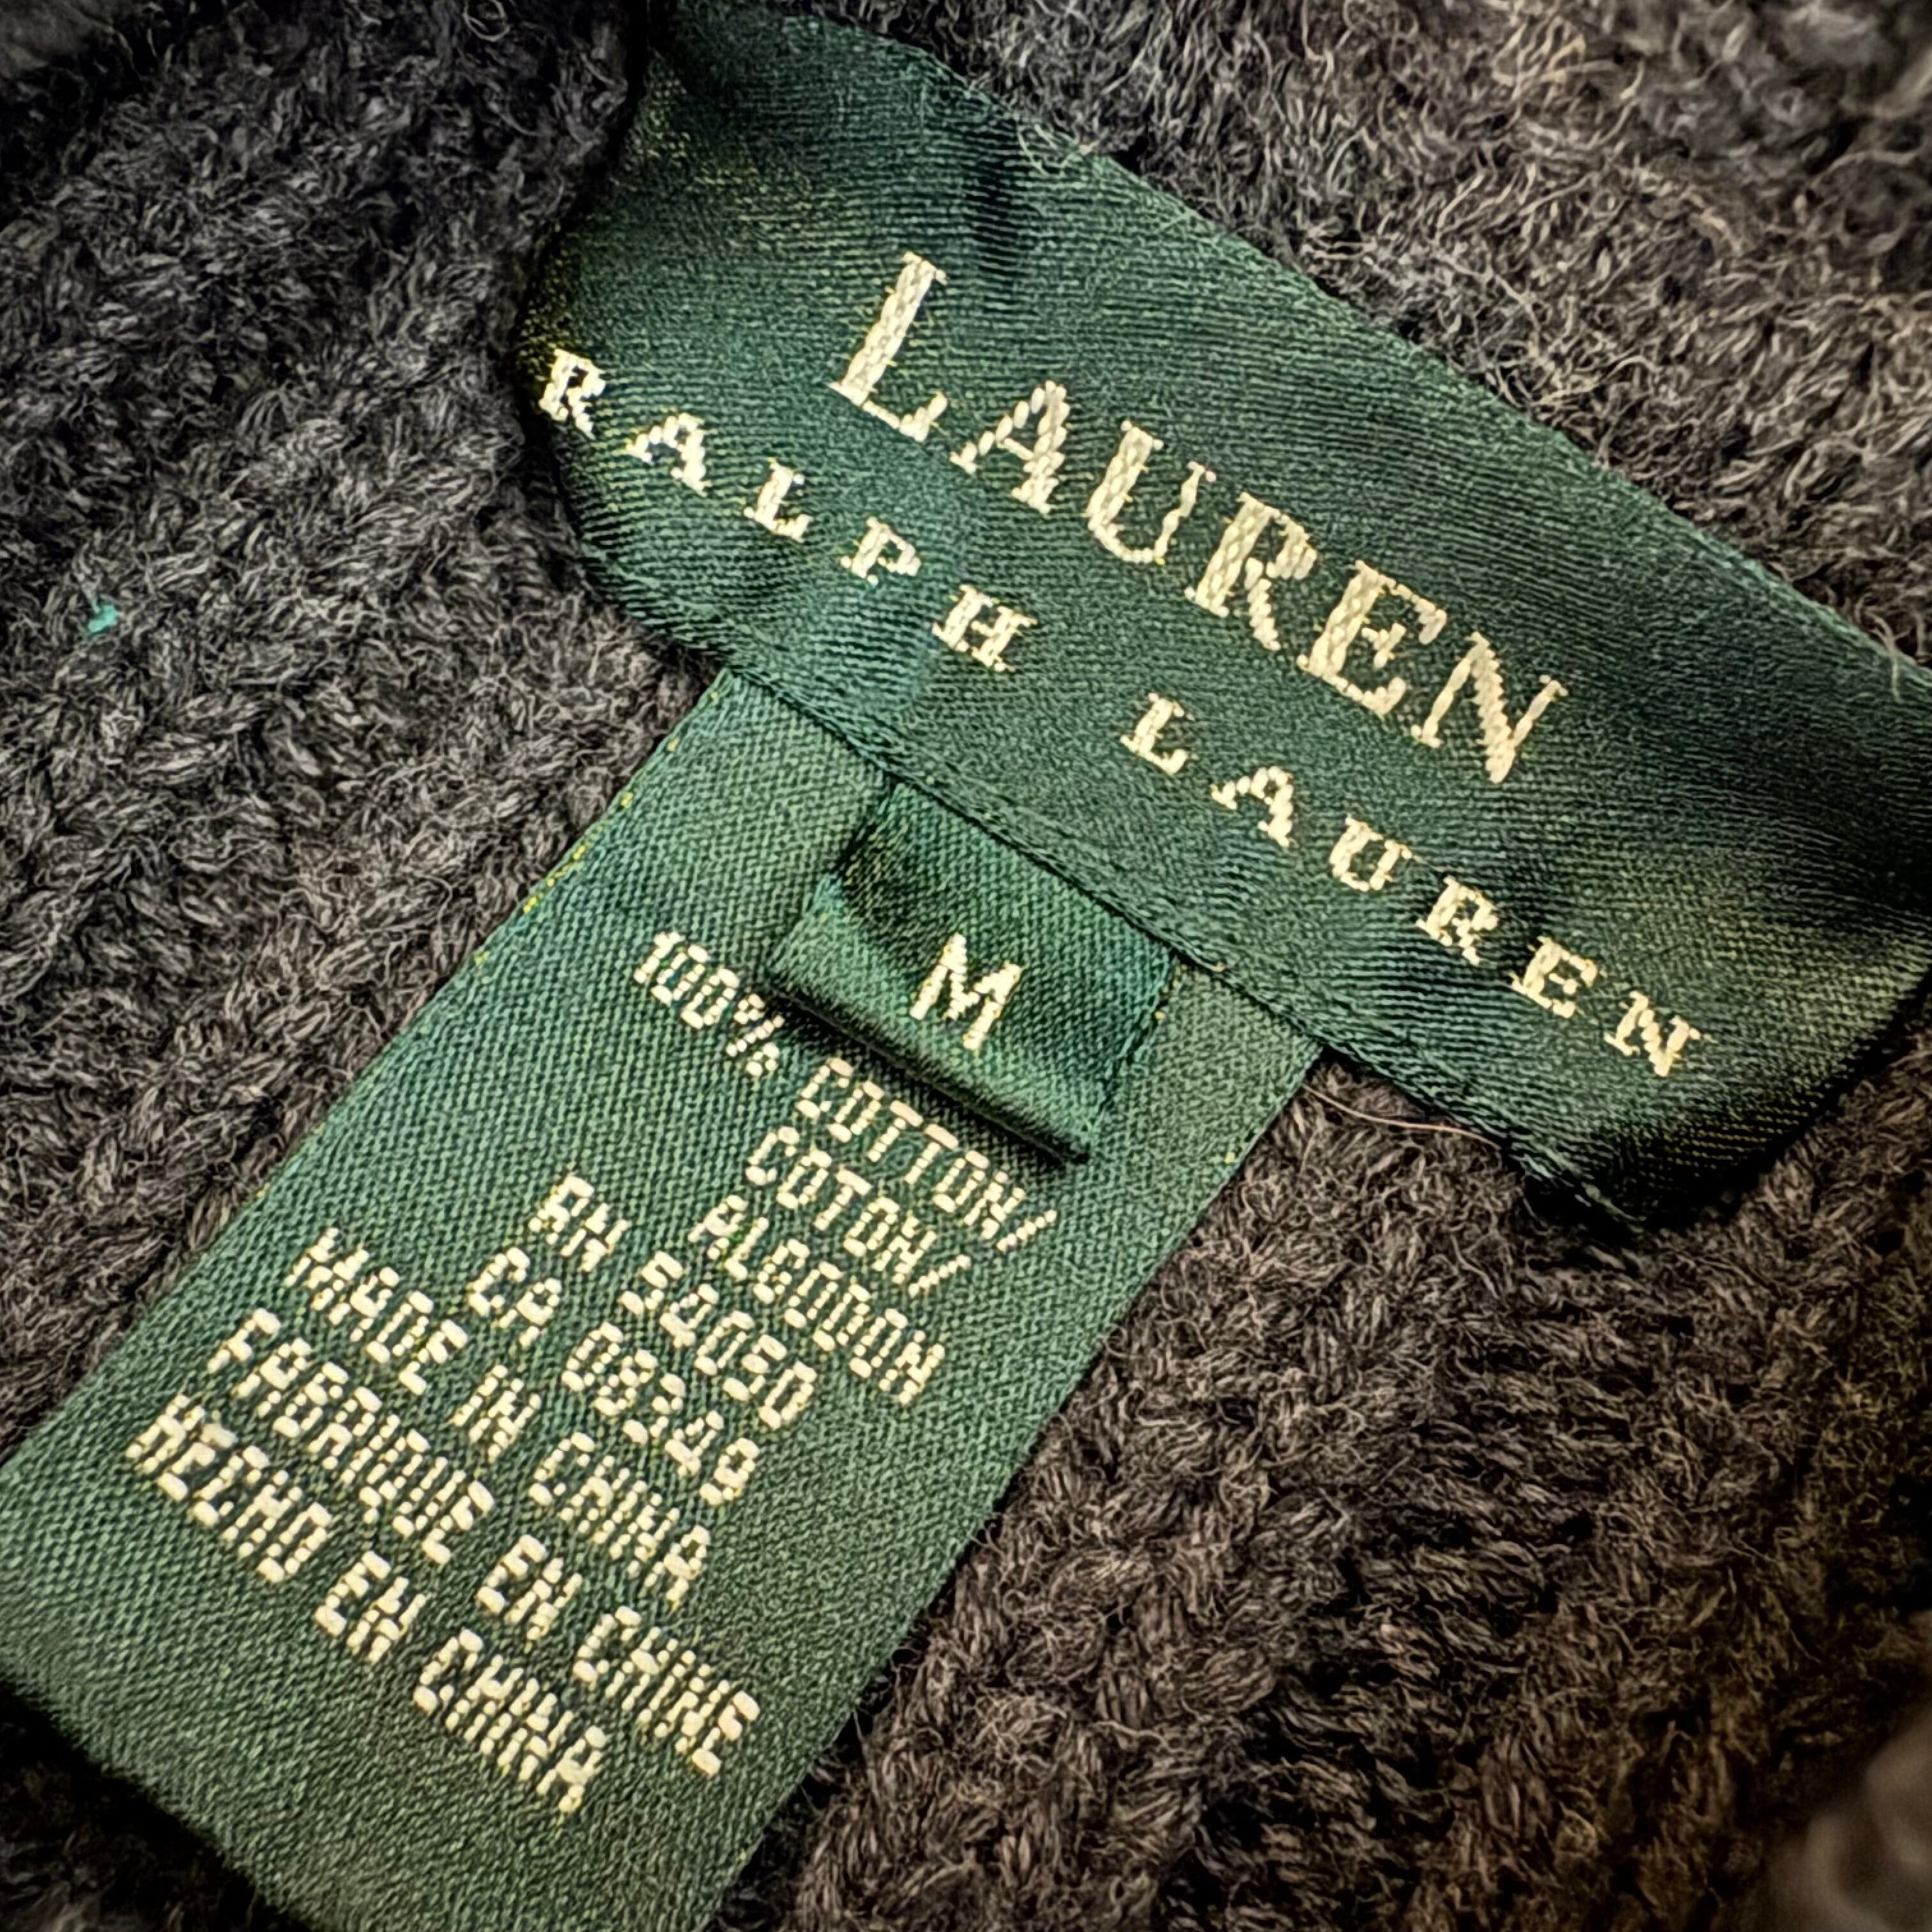 LAUREN
RALPH LAUREN
M
100% COTTON/
COTON/
ALGODON
RN 54050
CA 08349
MADE IN CHINA
FABRIQUE EN CHINE
HECHO EN CHINA